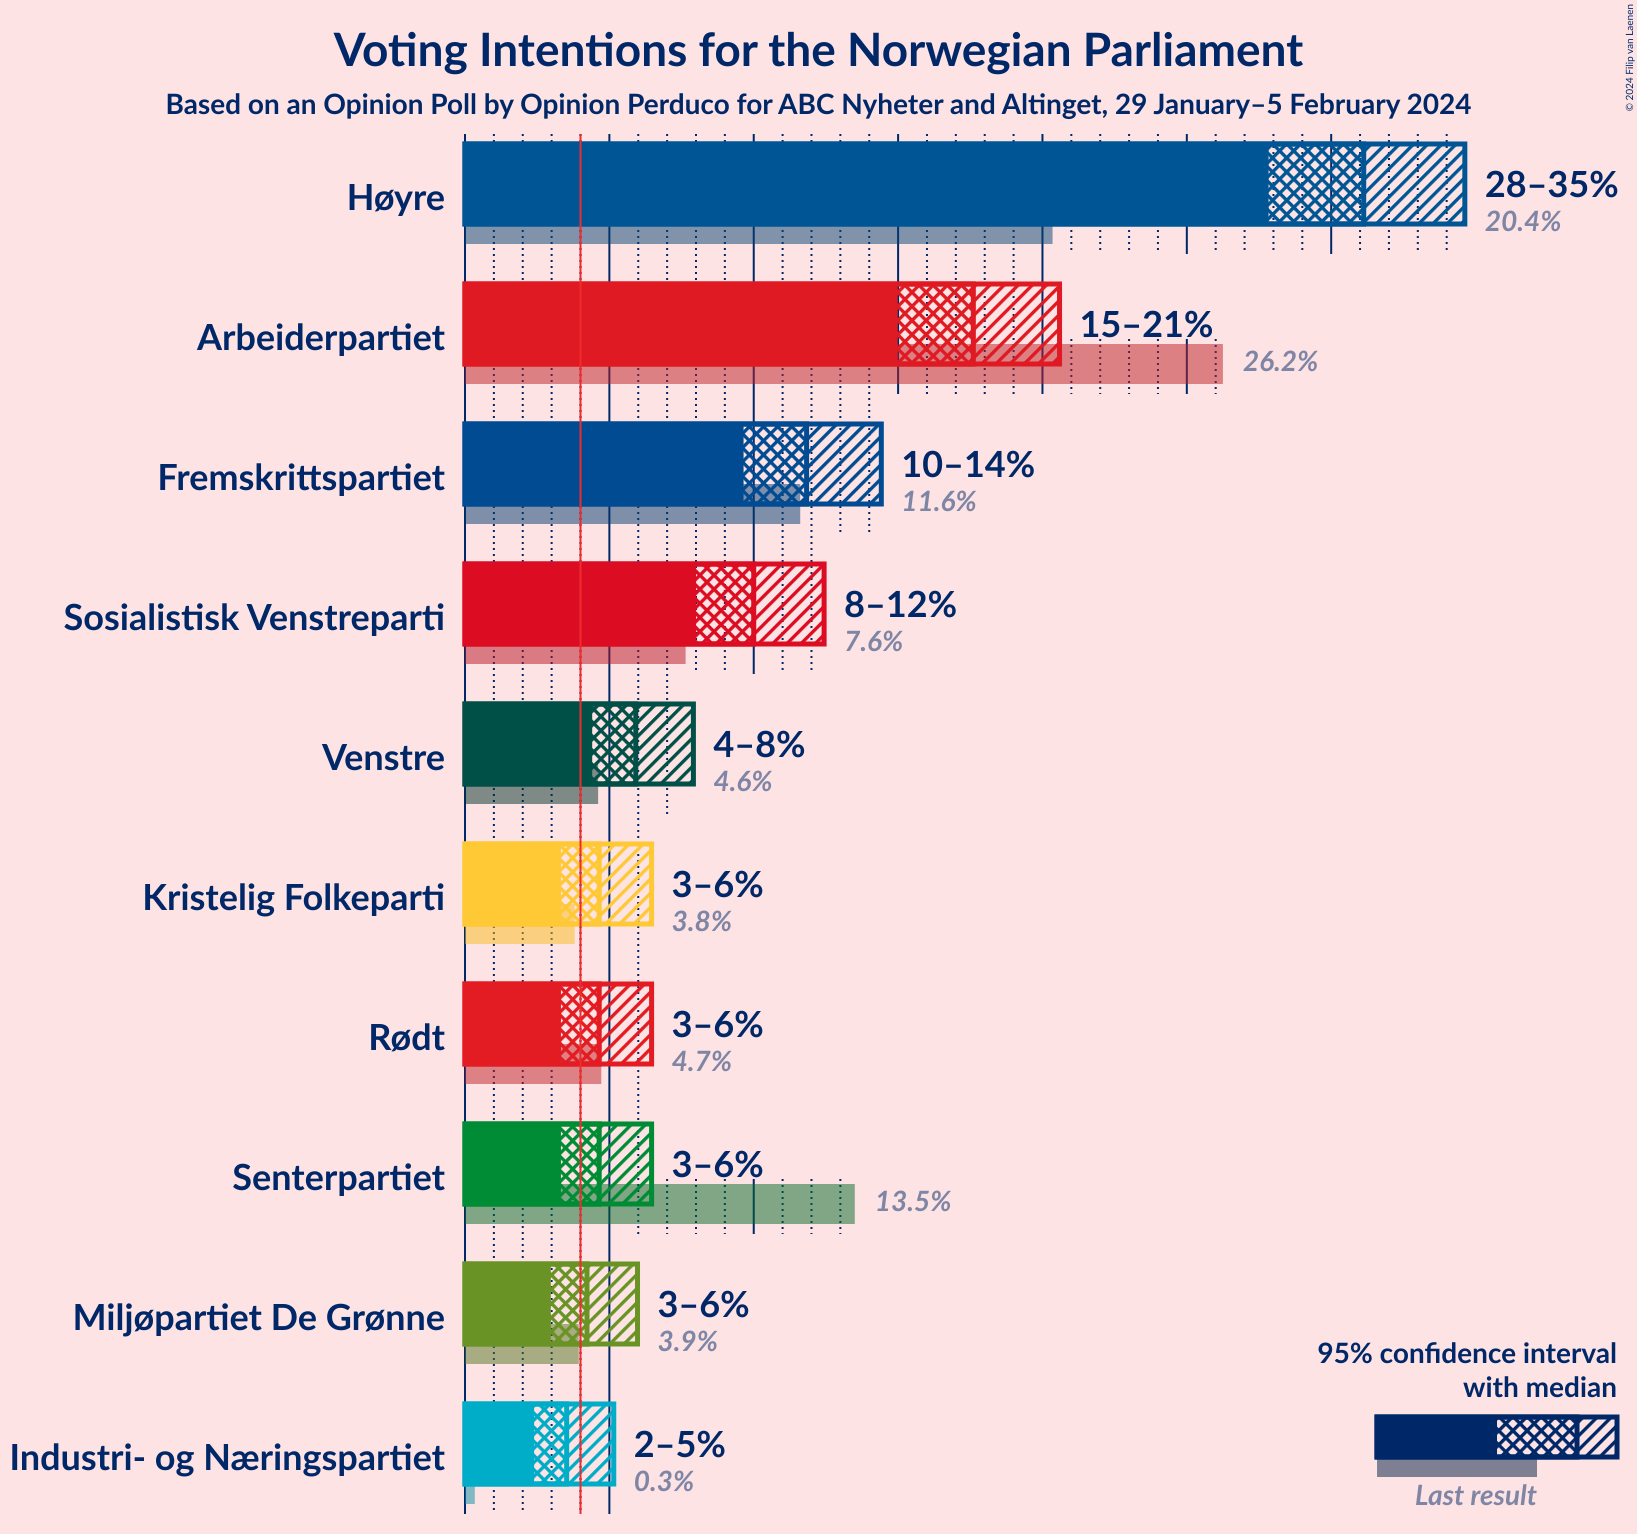 Voting Intentions for the Norwegian Parliament
Based on an Opinion Poll by Opinion Perduco for ABC Nyheter and Altinget, 29 January–5 February 2024
© 2024 Filip van Laenen
Høyre
28–35%
20.4%
Arbeiderpartiet
15–21%
26.2%
Fremskrittspartiet
10–14%
11.6%
Sosialistisk Venstreparti
8–12%
7.6%
Venstre
4–8%
4.6%
Kristelig Folkeparti
3–6%
3.8%
Rødt
3–6%
4.7%
Senterpartiet
3–6%
13.5%
Miljøpartiet De Grønne
3–6%
3.9%
Industri- og Næringspartiet
2–5%
0.3%
95% confidence interval
with median
Last result